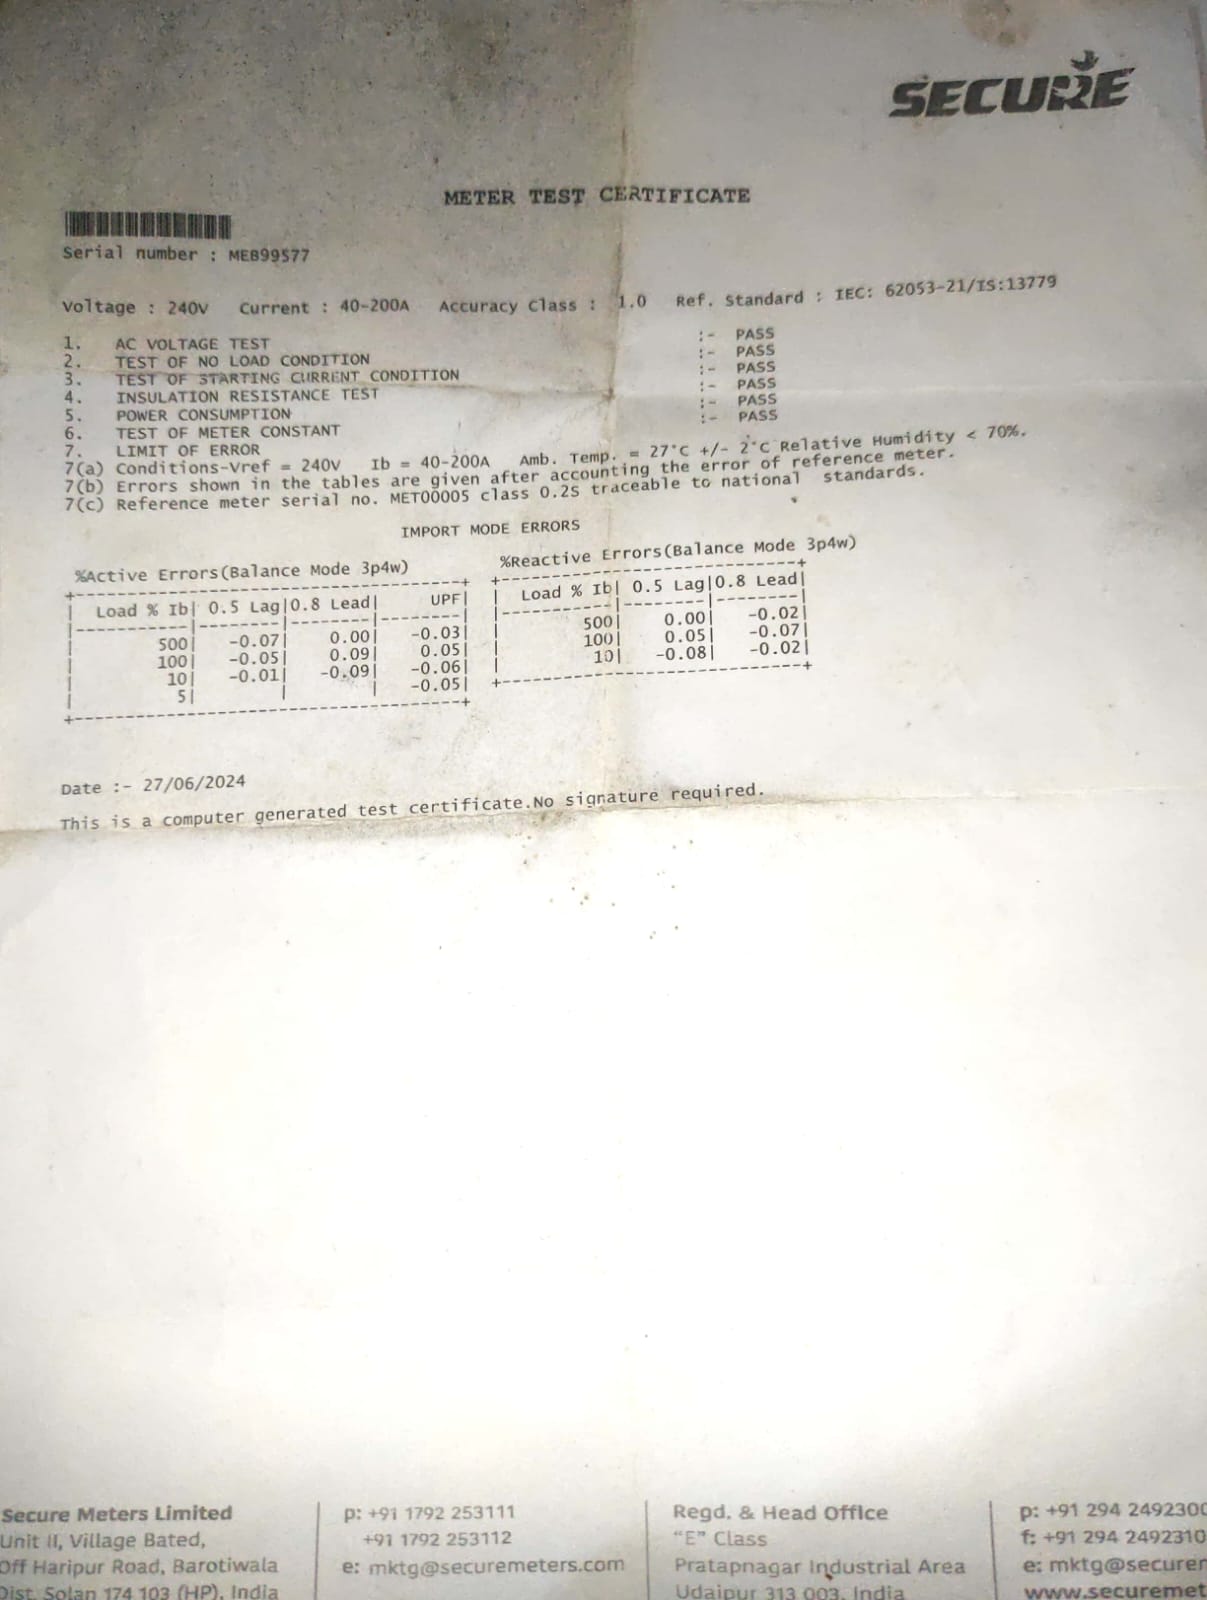 SECURE
METER TEST CERTIFICATE
Serial number : MEB99577
Voltage : 240V Current : 40-200A Accuracy Class : 1.0 Ref. Standard : IEC: 62053-21/IS:13779
1. AC VOLTAGE TEST :- PASS
2. TEST OF NO LOAD CONDITION :- PASS
3. TEST OF STARTING CURRENT CONDITION :- PASS
4. INSULATION RESISTANCE TEST :- PASS
5. POWER CONSUMPTION :- PASS
6. TEST OF METER CONSTANT :- PASS
7. LIMIT OF ERROR
7(a) Conditions-Vref = 240V Ib = 40-200A Amb. Temp. = 27°C +/- 2°C Relative Humidity < 70%.
7(b) Errors shown in the tables are given after accounting the error of reference meter.
7(c) Reference meter serial no. MET00005 class 0.2S traceable to national standards.
IMPORT MODE ERRORS
%Active Errors(Balance Mode 3p4w)
| Load % Ib| 0.5 Lag|0.8 Lead| UPF|
| 500| -0.07| 0.00| -0.03|
| 100| -0.05| 0.09| 0.05|
| 10| -0.01| -0.09| -0.06|
| 5| | | -0.05|
%Reactive Errors(Balance Mode 3p4w)
| Load % Ib| 0.5 Lag|0.8 Lead|
| 500| 0.00| -0.02|
| 100| 0.05| -0.07|
| 10| -0.08| -0.02|
Date :- 27/06/2024
This is a computer generated test certificate.No signature required.
Secure Meters Limited
Unit II, Village Bated,
Off Haripur Road, Barotiwala
Dist. Solan 174 103 (HP), India
p: +91 1792 253111
+91 1792 253112
e: mktg@securemeters.com
Regd. & Head Office
"E" Class
Pratapnagar Industrial Area
Udaipur 313 003, India
p: +91 294 2492300
f: +91 294 2492310
e: mktg@securem
www.securemet